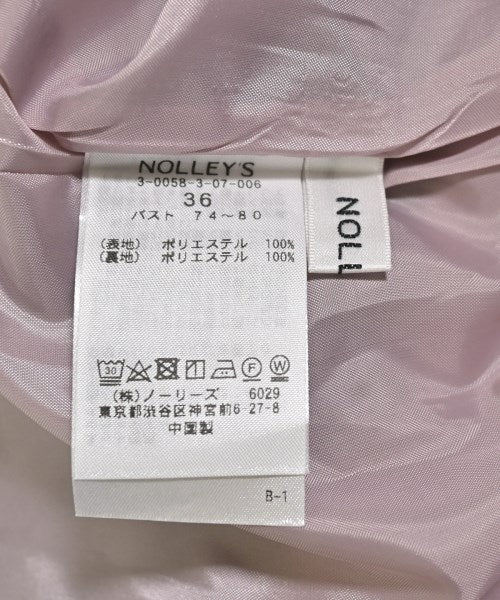 NOLLEY'S
3-0058-3-07-006
36
バスト 74～80
(表地) ポリエステル 100%
(裏地) ポリエステル 100%
30 F W
(株)ノーリーズ 6029
東京都渋谷区神宮前6-27-8
中国製
B-1
NOLL